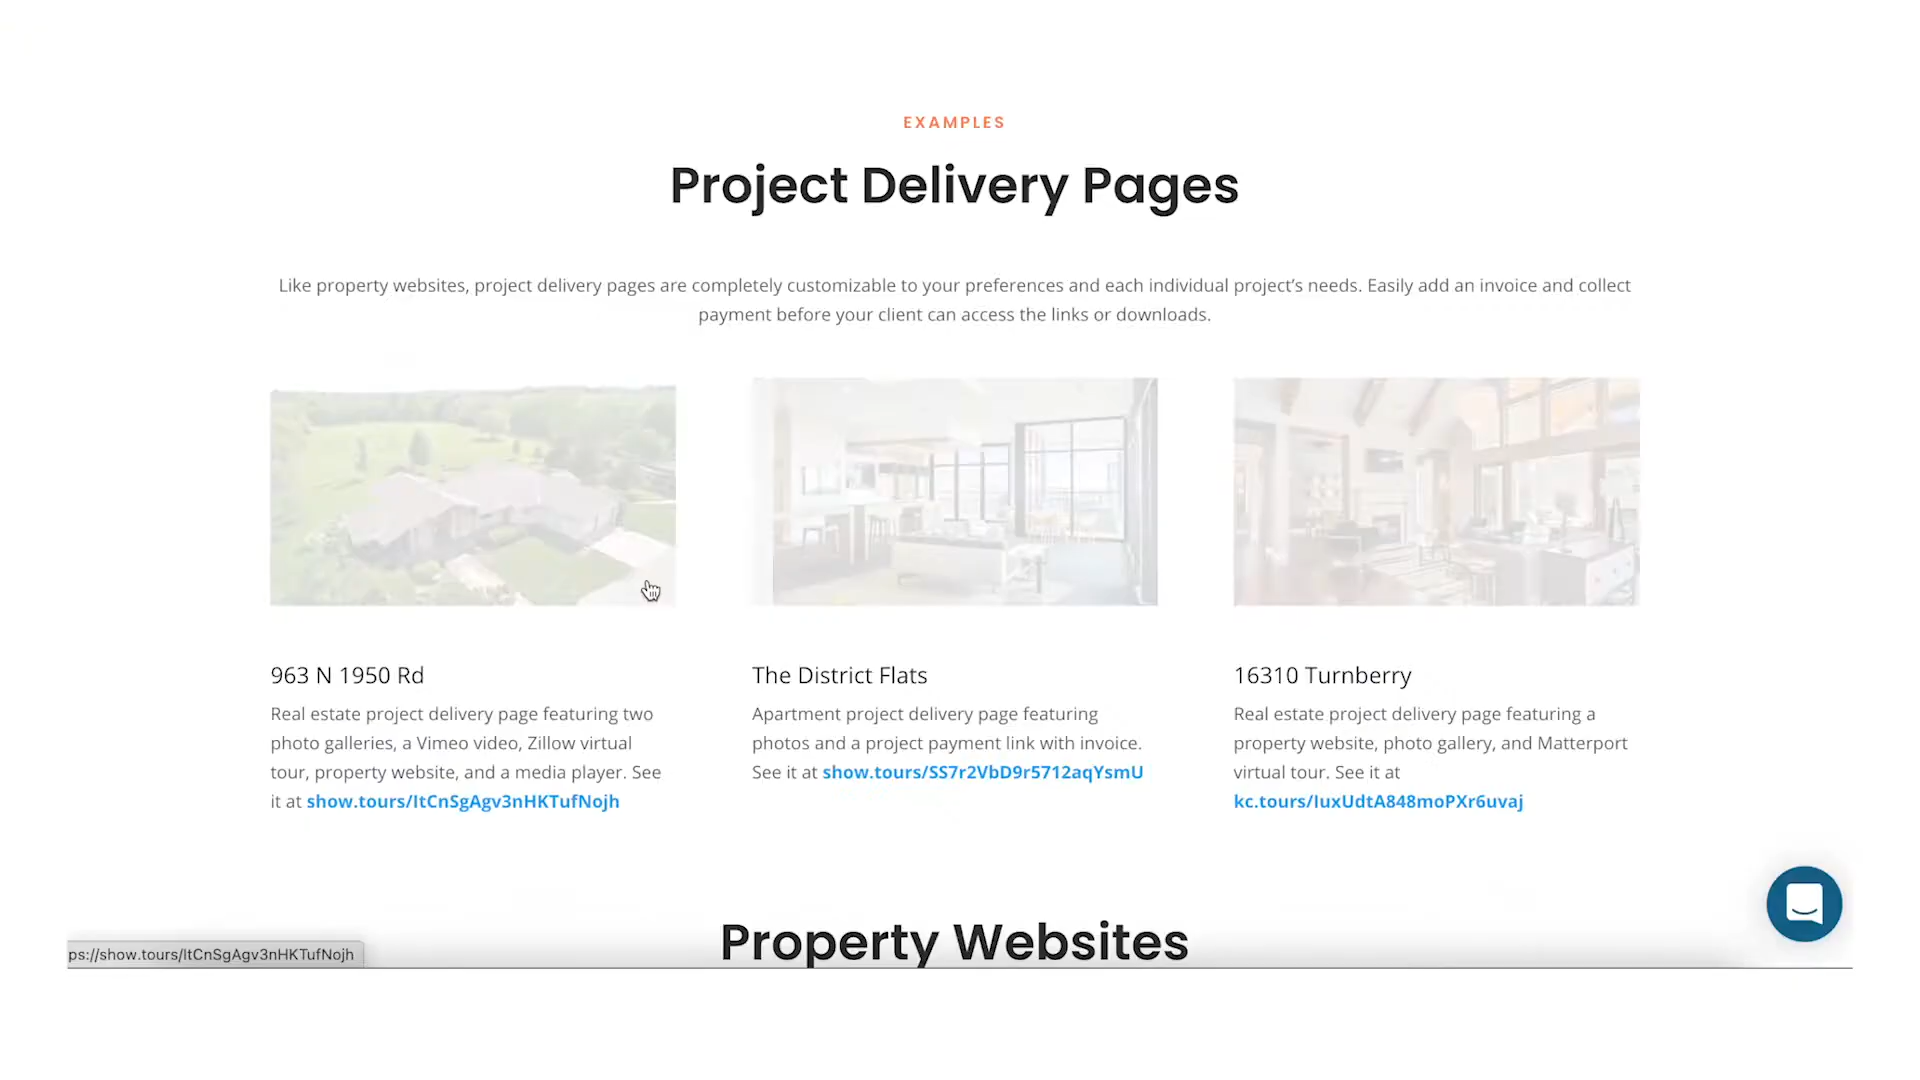 EXAMPLES
Project Delivery Pages
Like property websites, project delivery pages are completely customizable to your preferences and each individual project’s needs. Easily add an invoice and collect
payment before your client can access the links or downloads.
963 N 1950 Rd
Real estate project delivery page featuring two
photo galleries, a Vimeo video, Zillow virtual
tour, property website, and a media player. See
it at show.tours/ItCnSgAgv3nHKTufNojh
The District Flats
Apartment project delivery page featuring
photos and a project payment link with invoice.
See it at show.tours/SS7r2VbD9r5712aqYsmU
16310 Turnberry
Real estate project delivery page featuring a
property website, photo gallery, and Matterport
virtual tour. See it at
kc.tours/IuxUdtA848moPXr6uvaj
Property Websites
ps://show.tours/ItCnSgAgv3nHKTufNojh